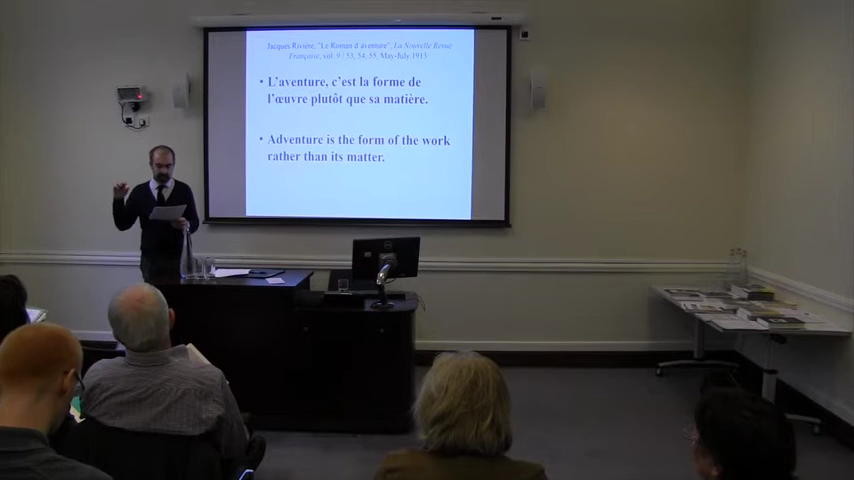 Jacques Rivière, "Le Roman d'aventure", La Nouvelle Revue
Française, vol. 9 / 53, 54, 55, May-July 1913
• L'aventure, c'est la forme de
l'œuvre plutôt que sa matière.
• Adventure is the form of the work
rather than its matter.